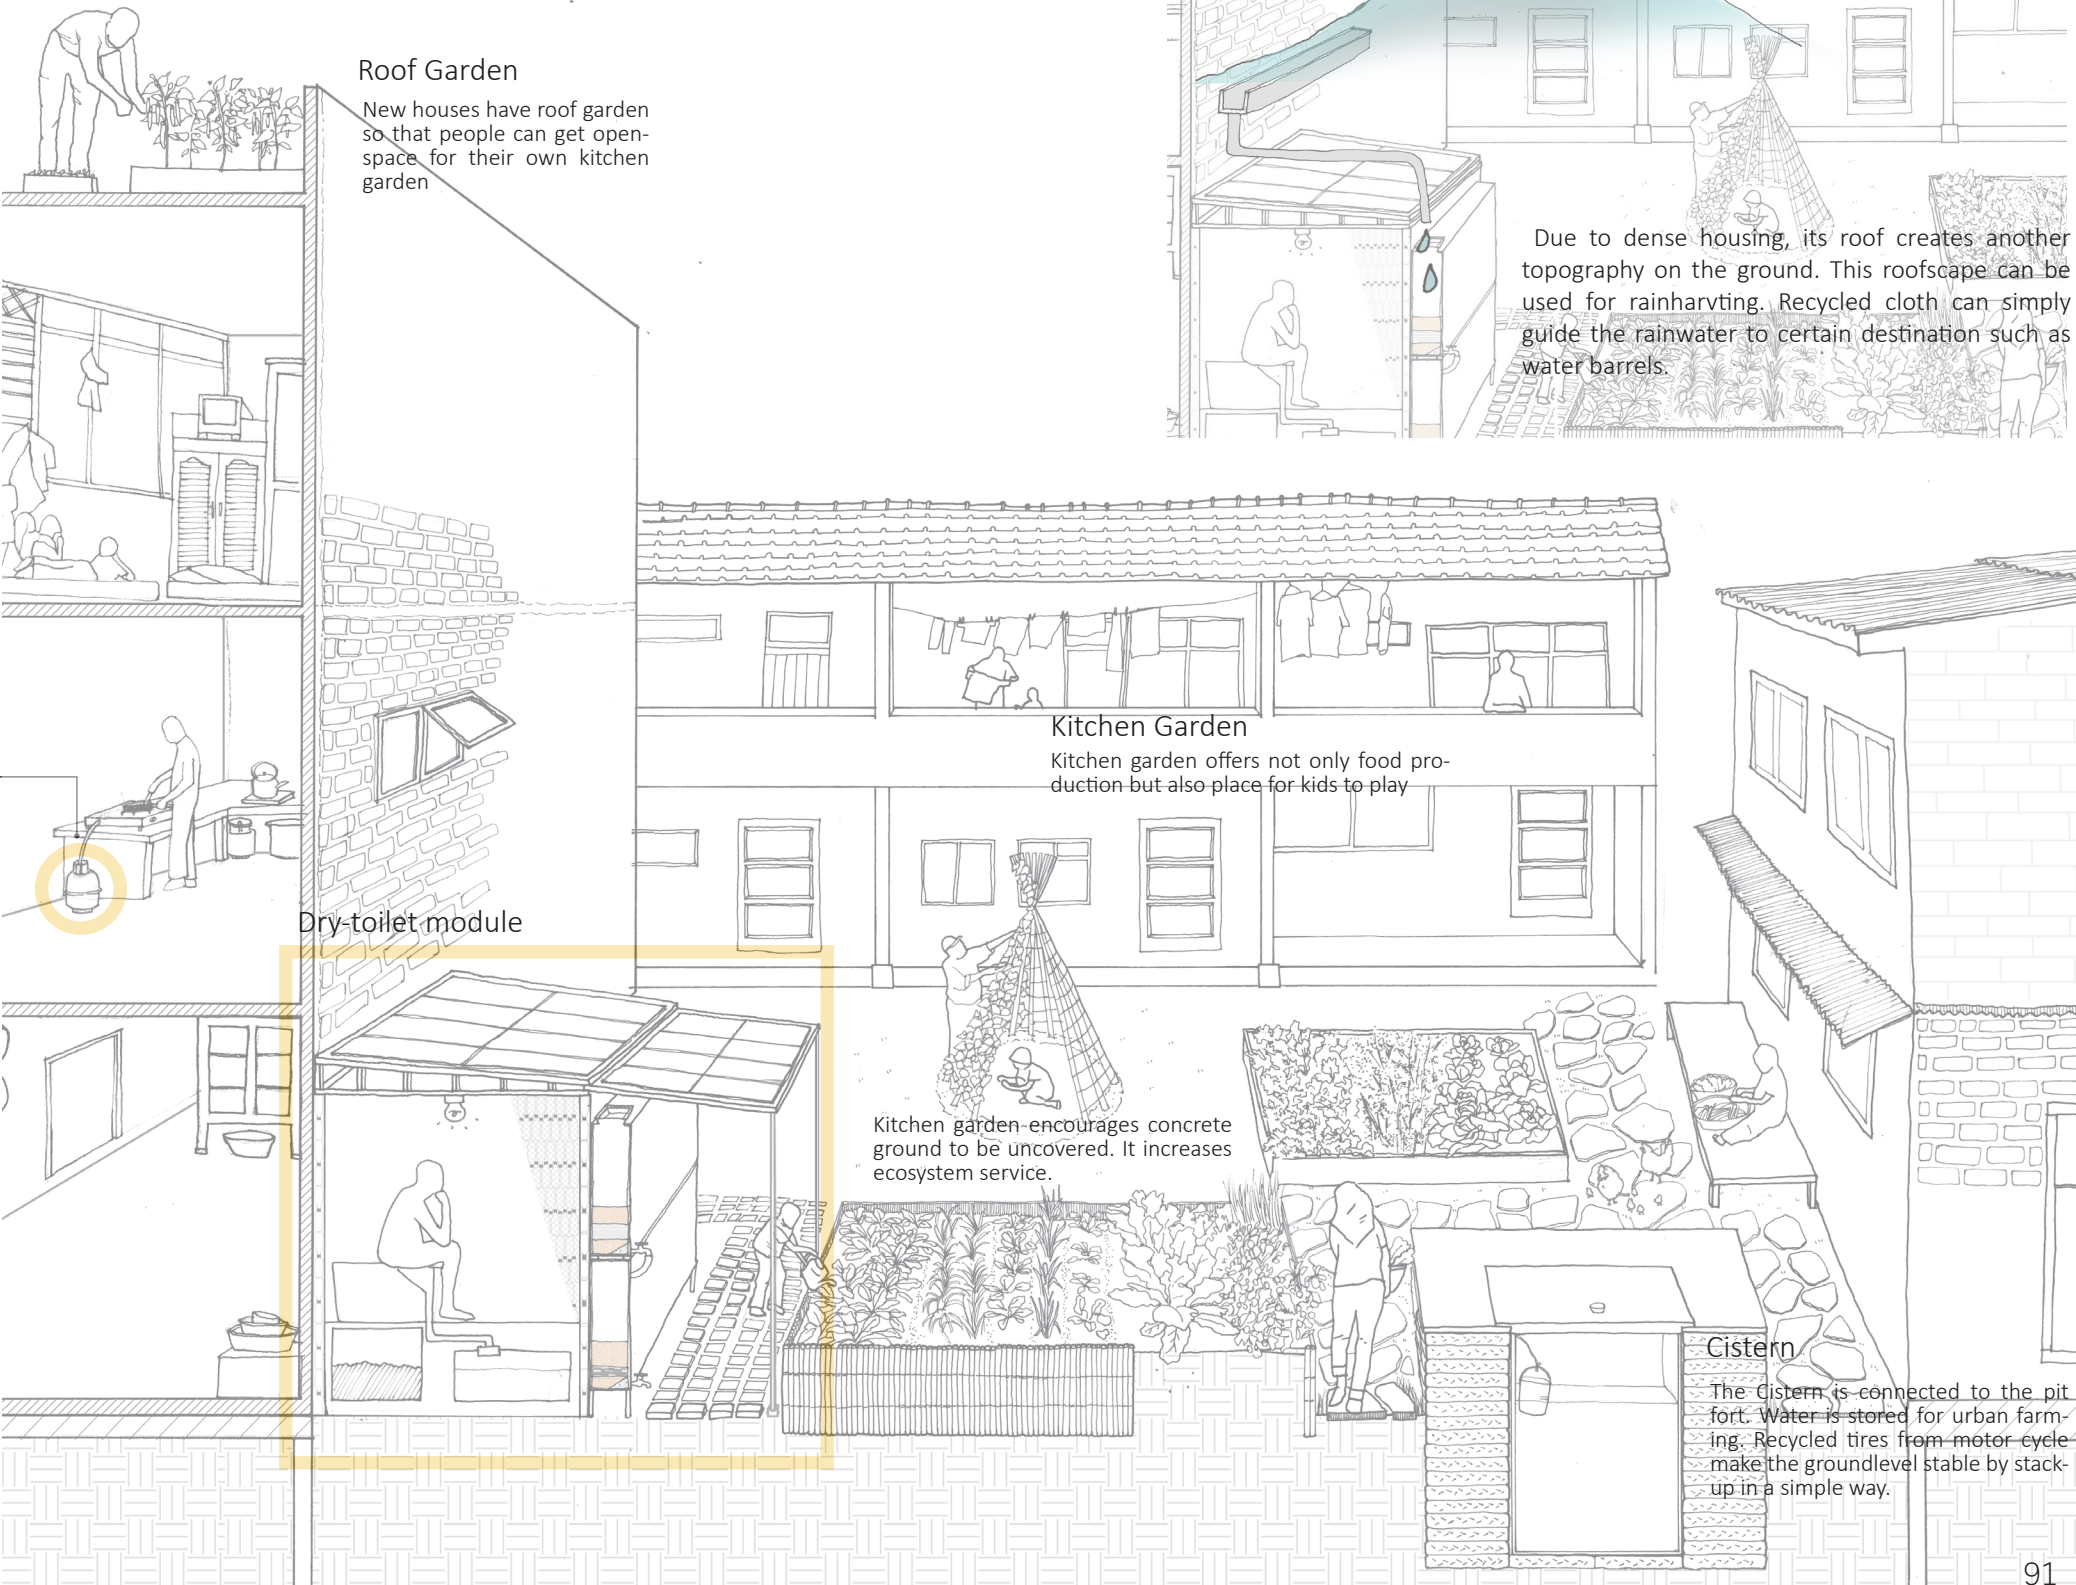 Roof Garden
New houses have roof garden
so that people can get open-
space for their own kitchen
garden
Due to dense housing, its roof creates another
topography on the ground. This roofscape can be
used for rainharvting. Recycled cloth can simply
guide the rainwater to certain destination such as
water barrels.
Kitchen Garden
Kitchen garden offers not only food pro-
duction but also place for kids to play
Dry-toilet module
Kitchen garden encourages concrete
ground to be uncovered. It increases
ecosystem service.
Cistern
The Cistern is connected to the pit
fort. Water is stored for urban farm-
ing. Recycled tires from motor cycle
make the groundlevel stable by stack-
up in a simple way.
91